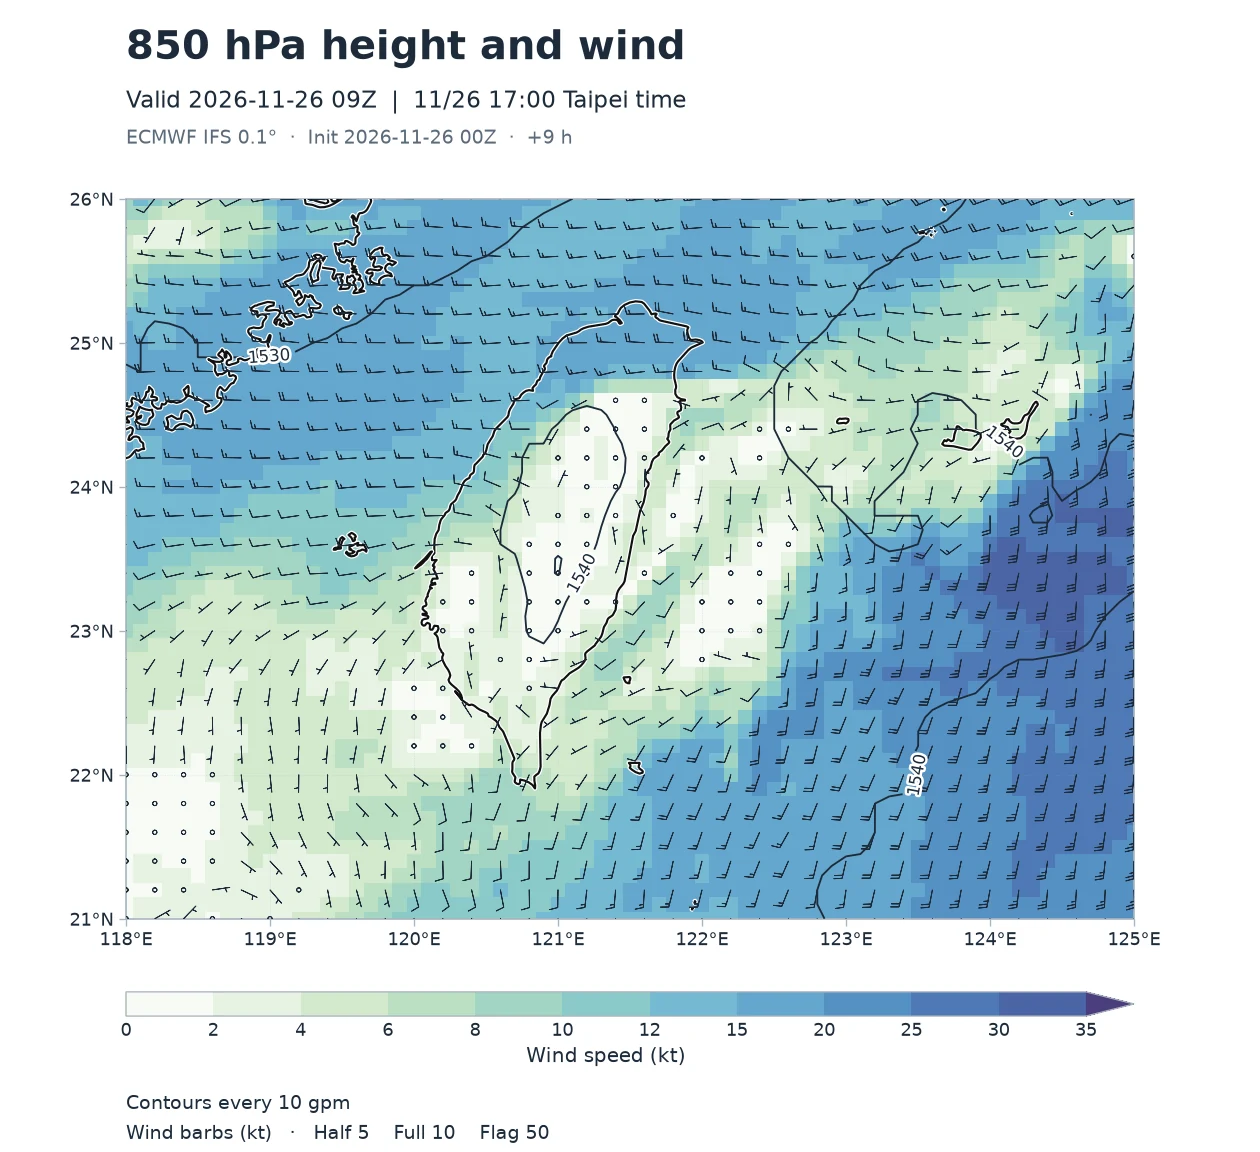 850 hPa height and wind
Valid 2026-11-26 09Z | 11/26 17:00 Taipei time
ECMWF IFS 0.1° · Init 2026-11-26 00Z · +9 h
26°N
25°N
1530
1540
24°N
1540
23°N
22°N
1540
21°N
118°E 119°E 120°E 121°E 122°E 123°E 124°E 125°E
0 2 4 6 8 10 12 15 20 25 30 35
Wind speed (kt)
Contours every 10 gpm
Wind barbs (kt) · Half 5 Full 10 Flag 50